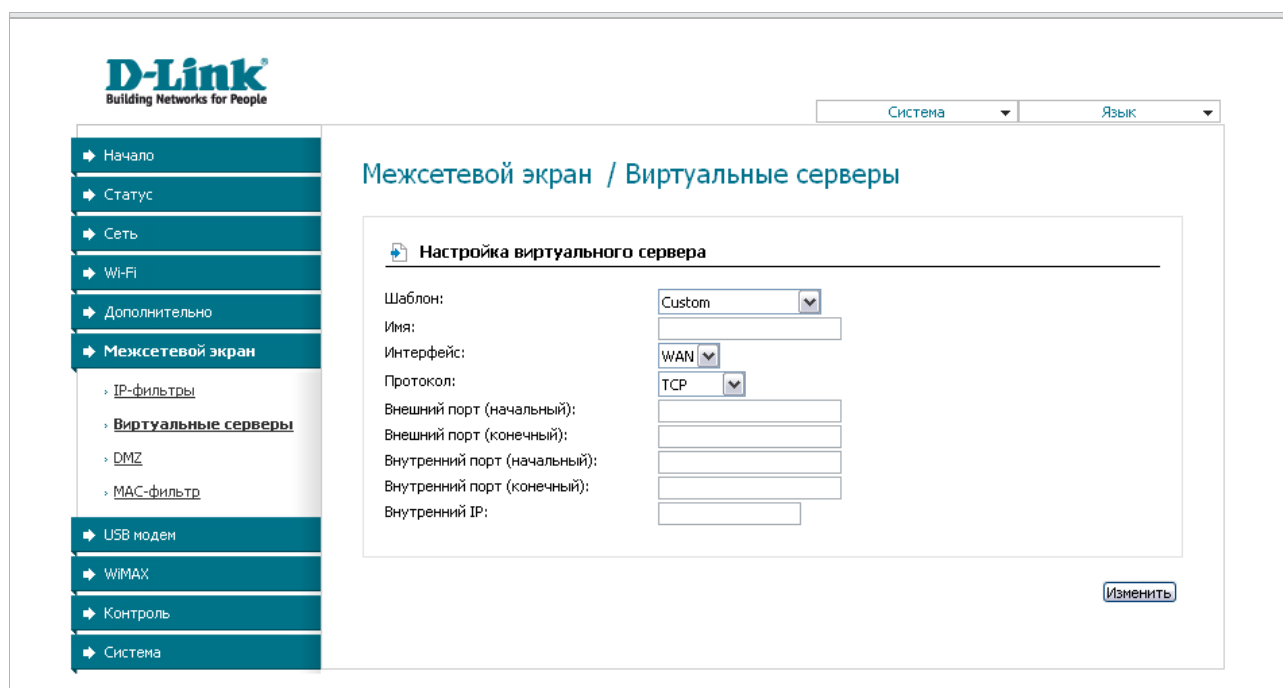 D-Link
Building Networks for People
Система
Язык
Начало
Статус
Сеть
Wi-Fi
Дополнительно
Межсетевой экран
IP-фильтры
Виртуальные серверы
DMZ
MAC-фильтр
USB модем
WiMAX
Контроль
Система
Межсетевой экран / Виртуальные серверы
Настройка виртуального сервера
Шаблон: Custom
Имя:
Интерфейс: WAN
Протокол: TCP
Внешний порт (начальный):
Внешний порт (конечный):
Внутренний порт (начальный):
Внутренний порт (конечный):
Внутренний IP:
Изменить